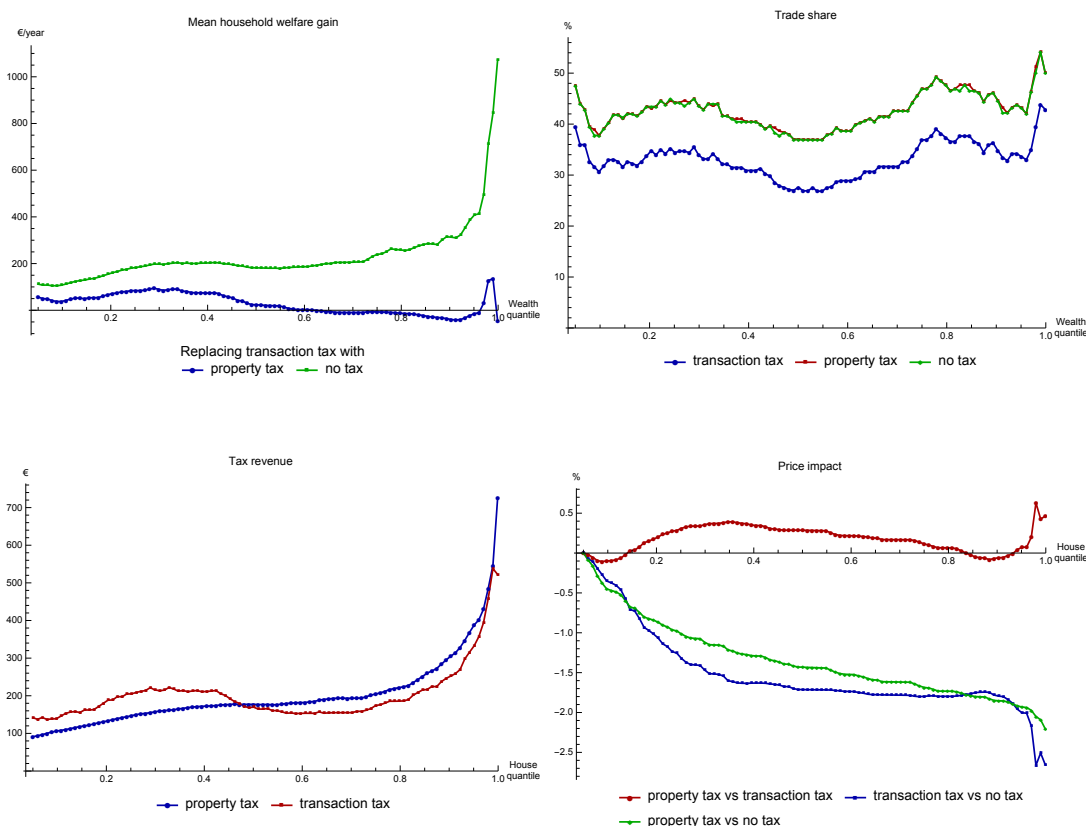 Mean household welfare gain
€/year
1000
800
600
400
200
0.2 0.4 0.6 0.8 1.0
Wealth
quantile
Replacing transaction tax with
property tax no tax
Trade share
%
50
40
30
20
10
0.2 0.4 0.6 0.8 1.0
Wealth
quantile
transaction tax property tax no tax
Tax revenue
€
700
600
500
400
300
200
100
0.2 0.4 0.6 0.8 1.0
House
quantile
property tax transaction tax
Price impact
%
0.5
0.0
-0.5
-1.0
-1.5
-2.0
-2.5
0.2 0.4 0.6 0.8 1.0
House
quantile
property tax vs transaction tax transaction tax vs no tax
property tax vs no tax